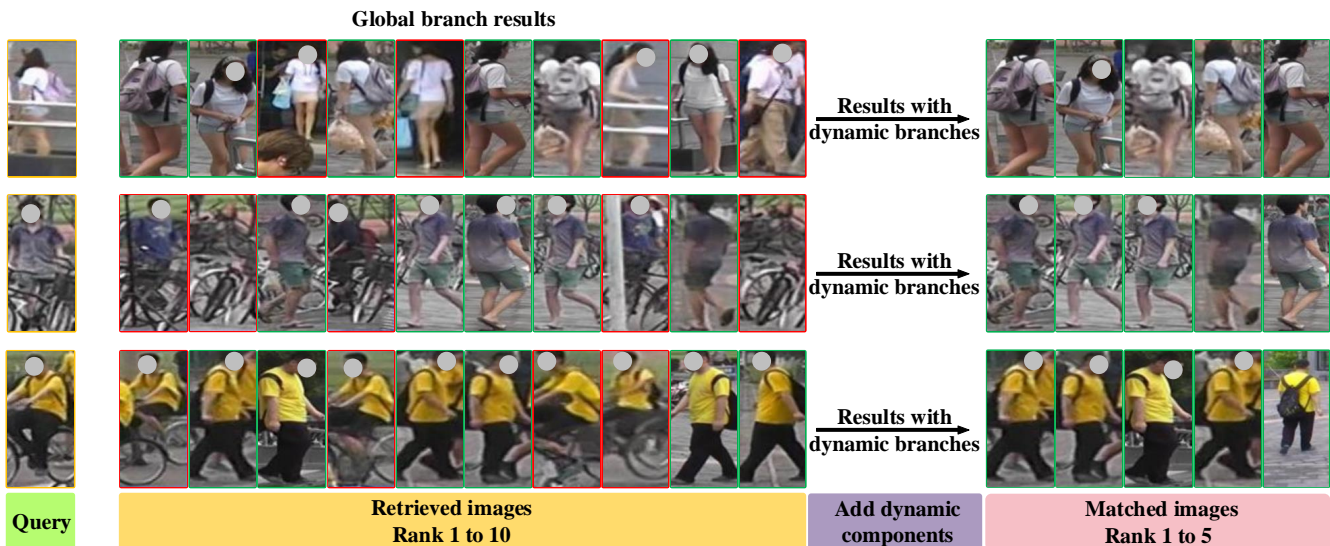 Global branch results
Results with
dynamic branches
Results with
dynamic branches
Results with
dynamic branches
Query
Retrieved images
Rank 1 to 10
Add dynamic
components
Matched images
Rank 1 to 5